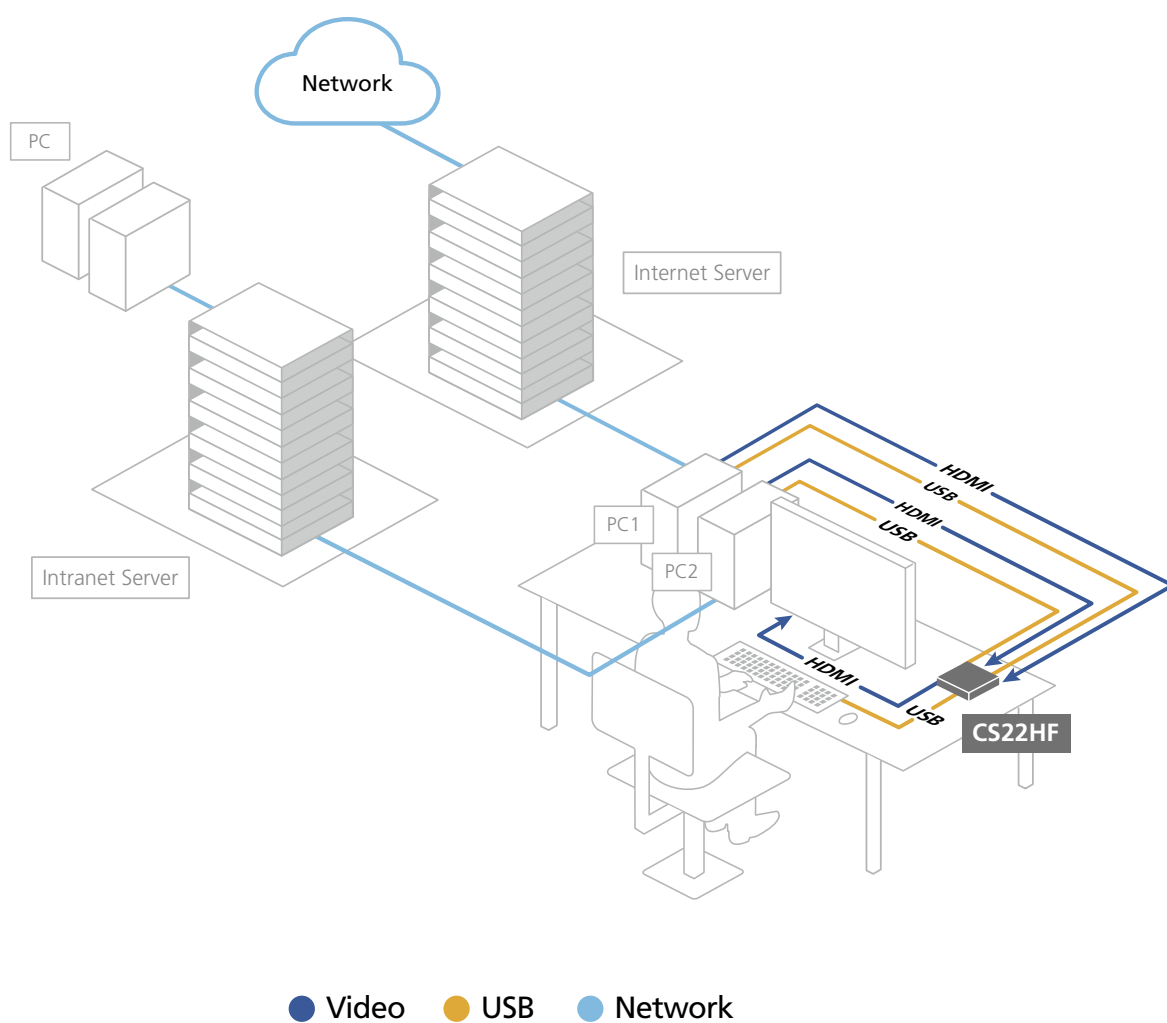 Network
PC
Internet Server
HDMI
USB
HDMI
USB
PC1
PC2
Intranet Server
HDMI
USB
CS22HF
Video
USB
Network